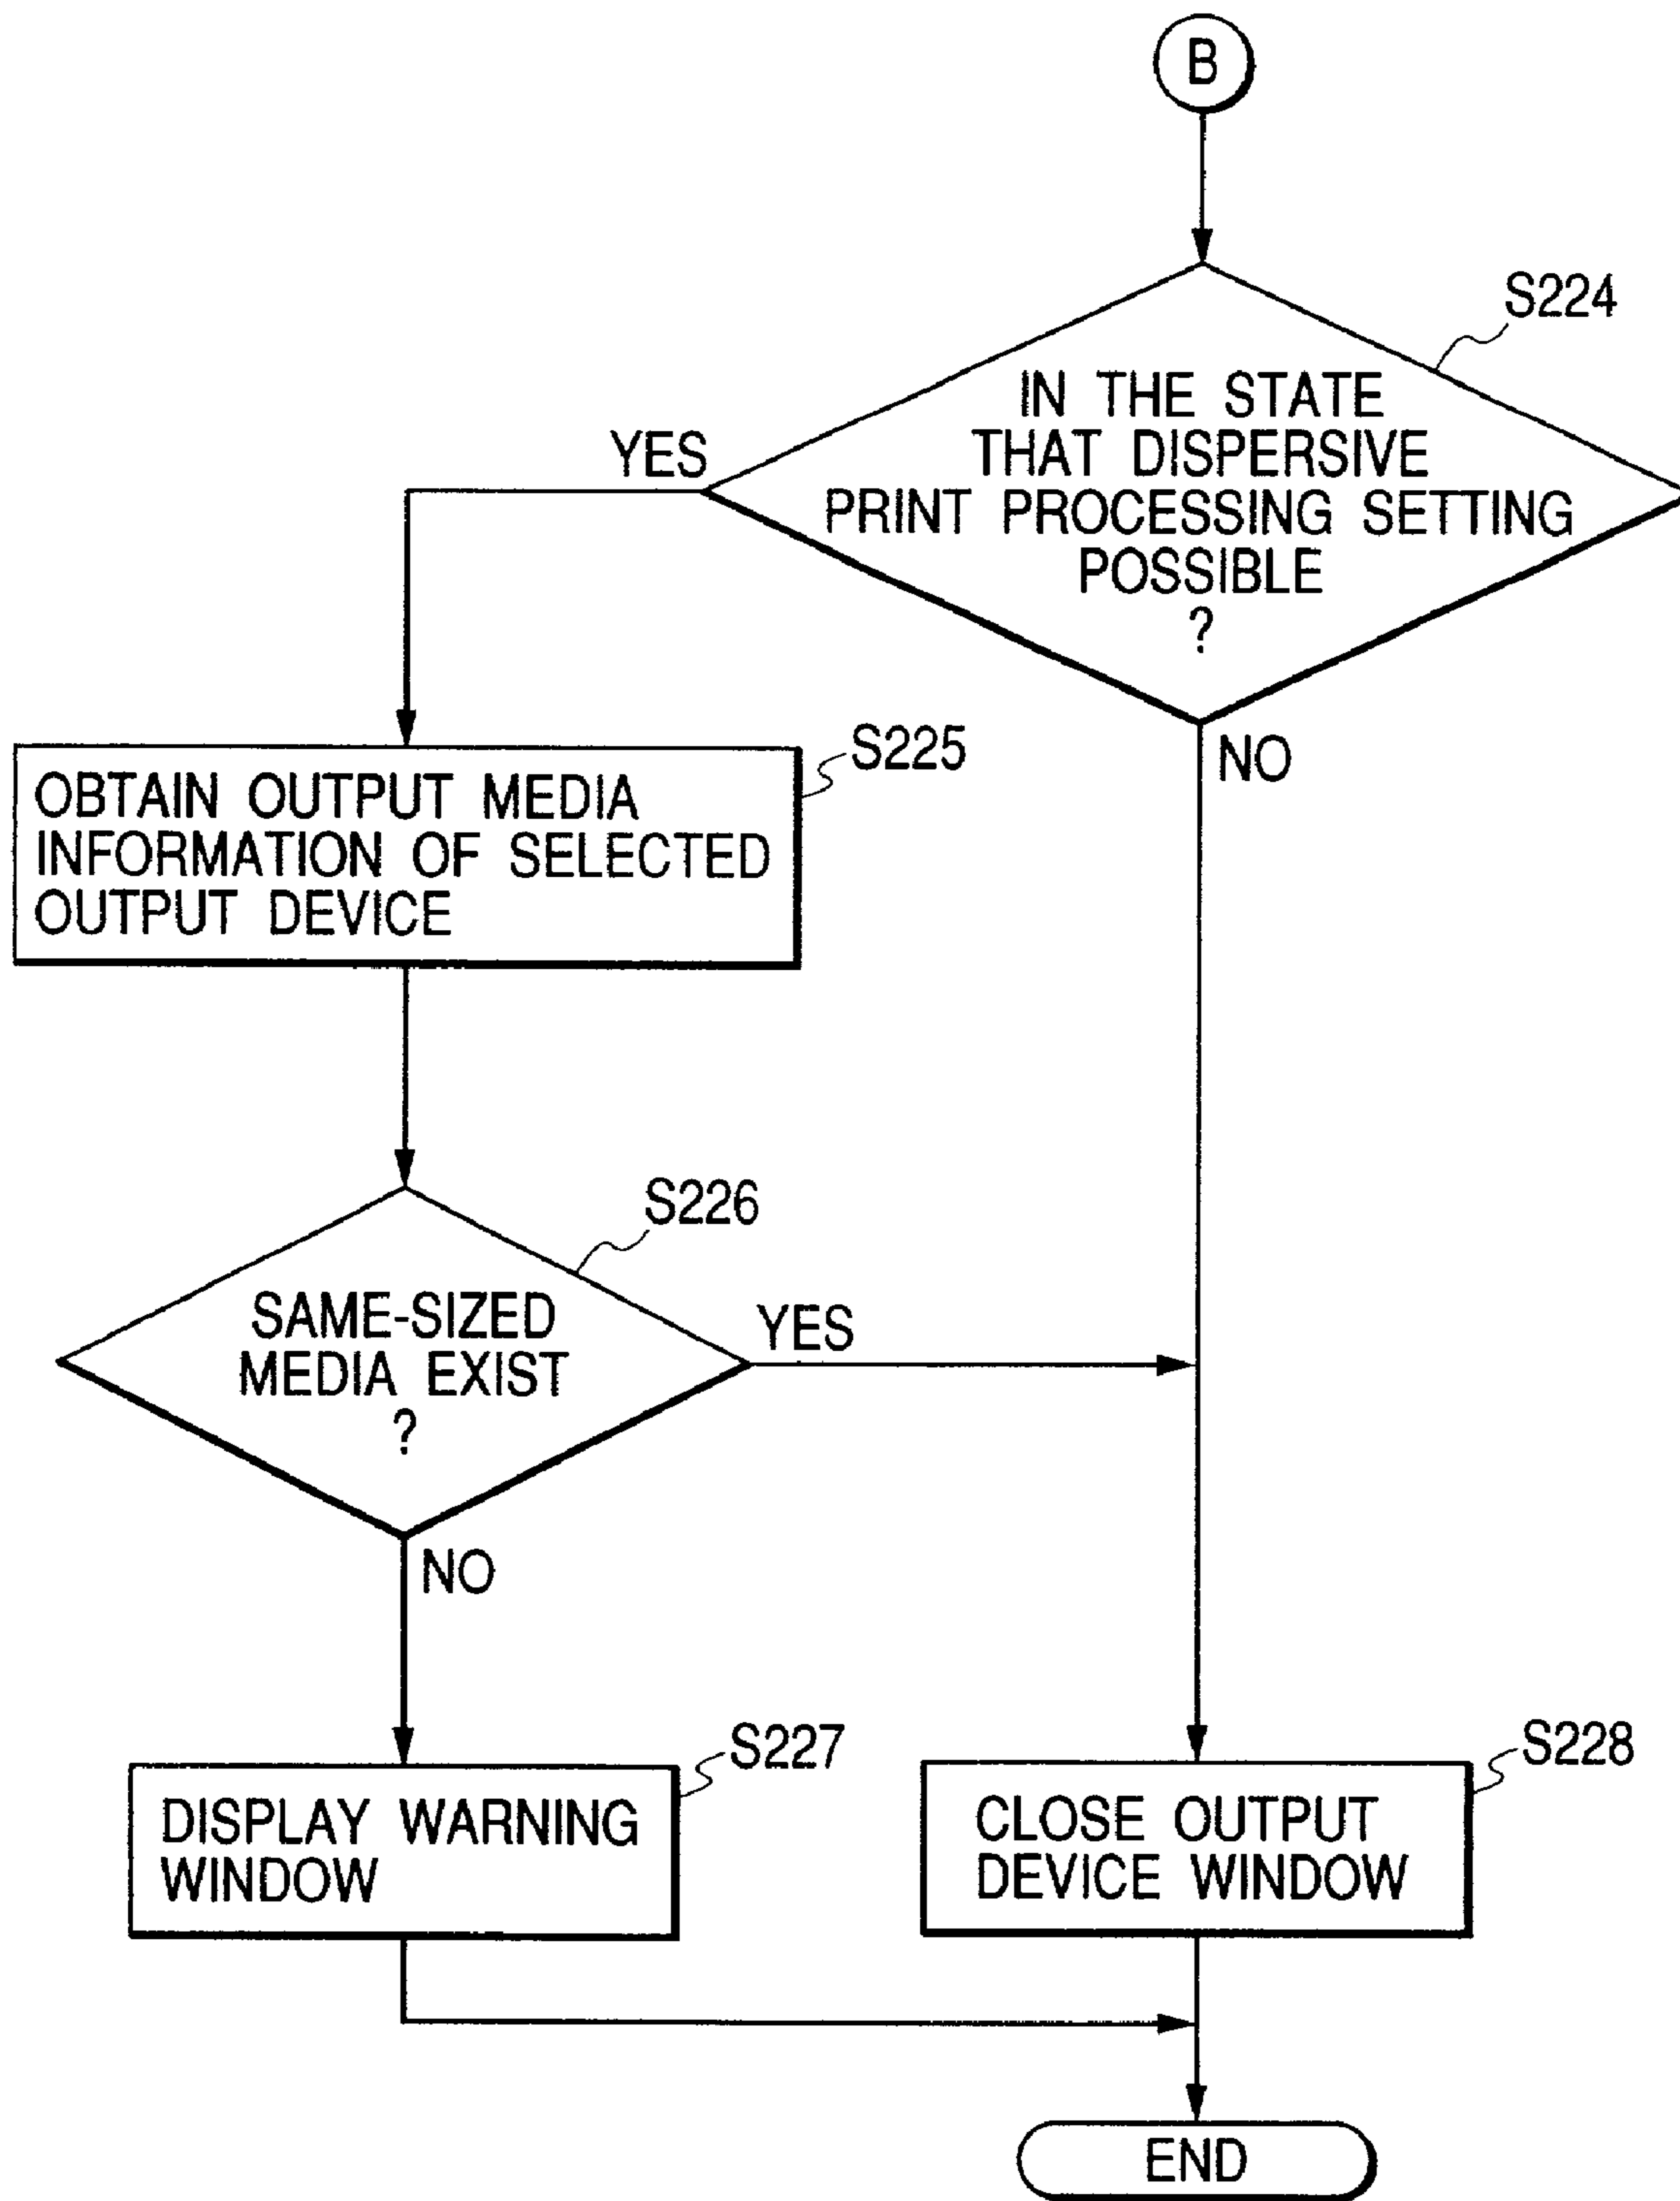 B
S224
IN THE STATE
THAT DISPERSIVE
PRINT PROCESSING SETTING
POSSIBLE
?
YES
NO
S225
OBTAIN OUTPUT MEDIA
INFORMATION OF SELECTED
OUTPUT DEVICE
S226
SAME-SIZED
MEDIA EXIST
?
YES
NO
S227
DISPLAY WARNING
WINDOW
S228
CLOSE OUTPUT
DEVICE WINDOW
END